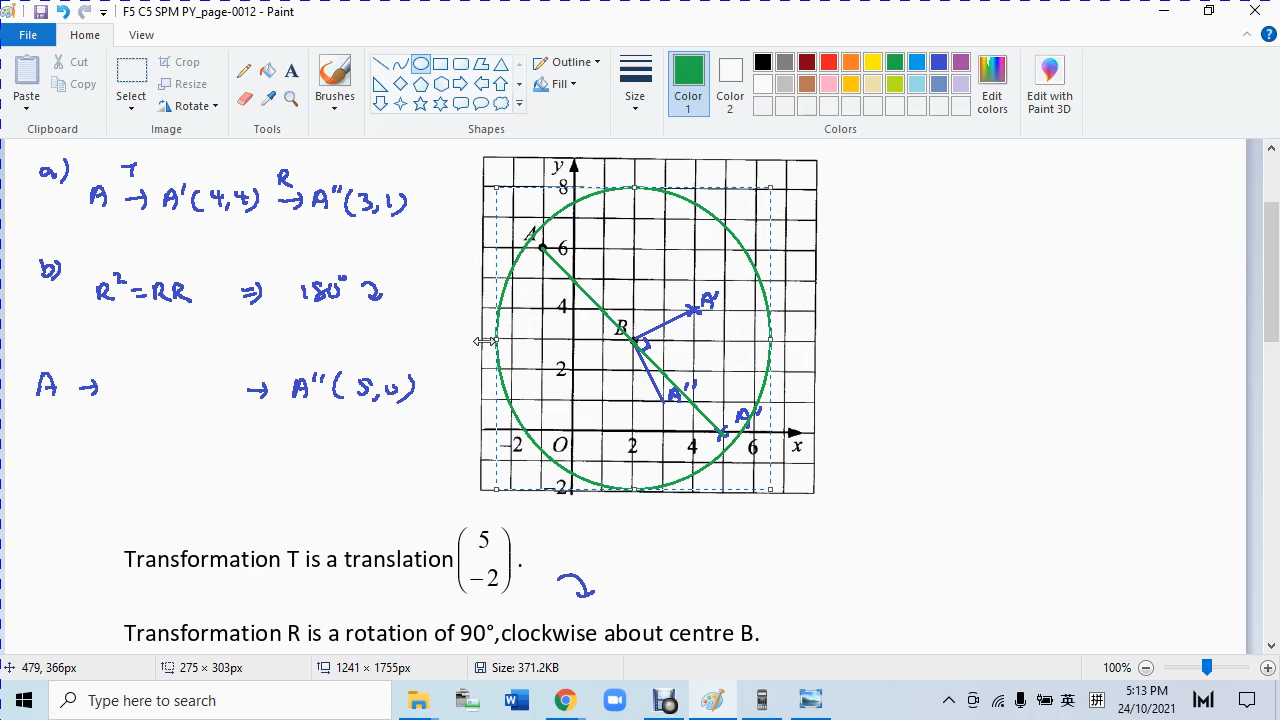 F5 C5 SPM PY_page-0012 - Paint
File Home View
Paste Cut Copy Clipboard
Select Crop Resize Rotate Image
A Tools
Brushes
Outline Fill Shapes
Size
Color 1 Color 2 Edit colors Colors
Edit with Paint 3D
a) T R
A → A'(4,4) → A''(3,1)
b) R² = RR ⇒ 180°
A → → A''(5,0)
y
8
A 6
4 A'
B
2
A''
A'
-2 O 2 4 6 x
-2
Transformation T is a translation (5 −2).
Transformation R is a rotation of 90°,clockwise about centre B.
479, 366px 275 × 303px 1241 × 1755px Size: 371.2KB 100%
Type here to search
英 拼 5:13 PM
24/10/2021